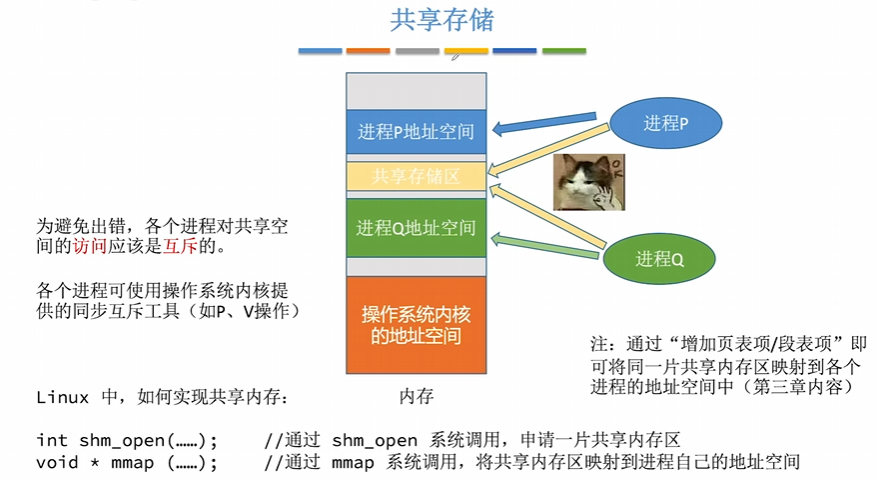 共享存储
进程P地址空间
进程P
共享存储区
OK
进程Q地址空间
进程Q
操作系统内核
的地址空间
内存
为避免出错，各个进程对共享空
间的访问应该是互斥的。
各个进程可使用操作系统内核提
供的同步互斥工具（如P、V操作）
注：通过“增加页表项/段表项”即
可将同一片共享内存区映射到各个
进程的地址空间中（第三章内容）
Linux 中，如何实现共享内存：
int shm_open(……); //通过 shm_open 系统调用，申请一片共享内存区
void * mmap (……); //通过 mmap 系统调用，将共享内存区映射到进程自己的地址空间